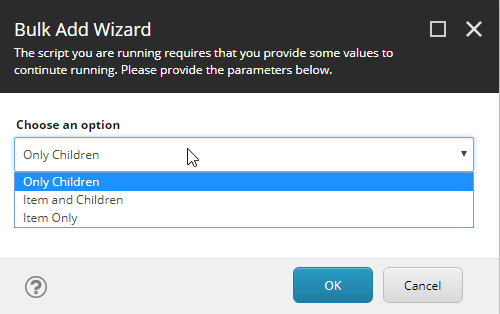 Bulk Add Wizard
The script you are running requires that you provide some values to
contintute running. Please provide the parameters below.
Choose an option
Only Children
Only Children
Item and Children
Item Only
?
OK
Cancel